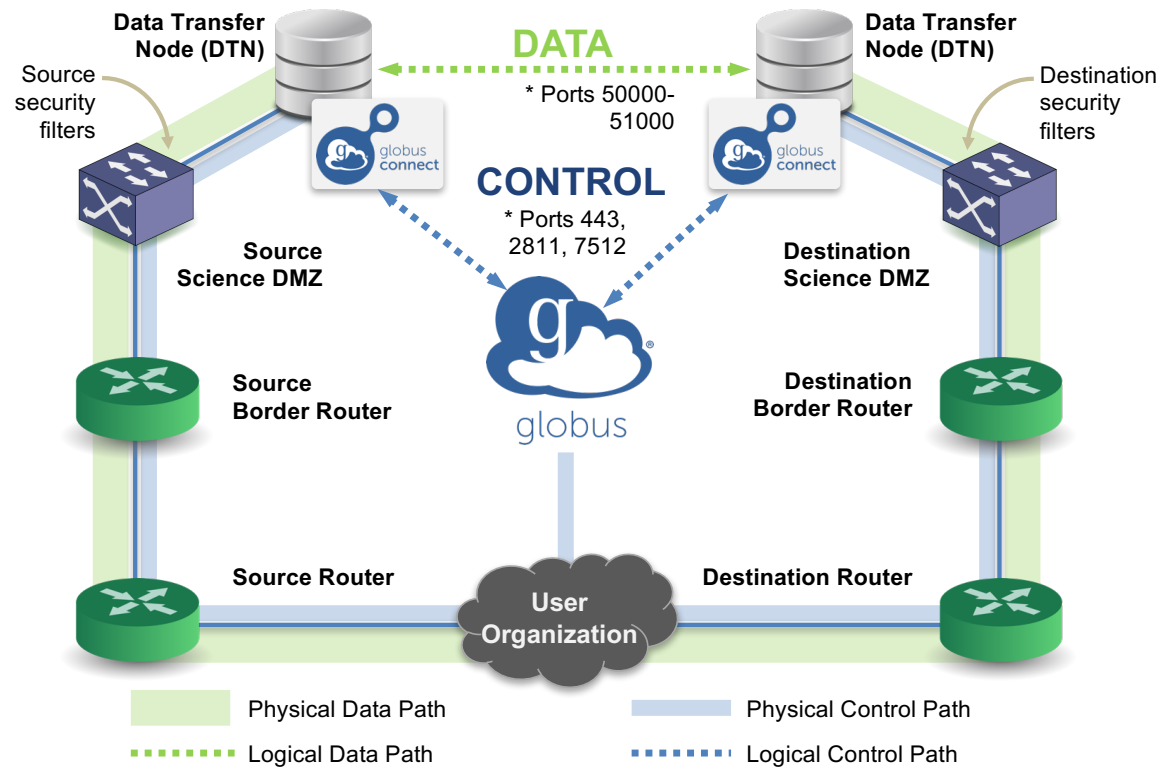 Data Transfer
Node (DTN)
DATA
Data Transfer
Node (DTN)
Source
security
filters
* Ports 50000-
51000
Destination
security
filters
g
globus
connect
g
globus
connect
CONTROL
* Ports 443,
2811, 7512
Source
Science DMZ
Destination
Science DMZ
g
®
globus
Source
Border Router
Destination
Border Router
Source Router
Destination Router
User
Organization
Physical Data Path
Physical Control Path
Logical Data Path
Logical Control Path